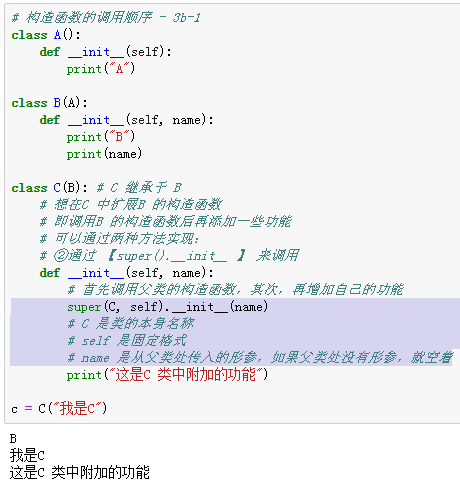 # 构造函数的调用顺序 - 3b-1
class A():
    def __init__(self):
        print("A")
class B(A):
    def __init__(self, name):
        print("B")
        print(name)
class C(B): # C 继承于 B
    # 想在C 中扩展B 的构造函数
    # 即调用B 的构造函数后再添加一些功能
    # 可以通过两种方法实现:
    # ②通过 【super().__init__ 】 来调用
    def __init__(self, name):
        # 首先调用父类的构造函数，其次，再增加自己的功能
        super(C, self).__init__(name)
        # C 是类的本身名称
        # self 是固定格式
        # name 是从父类处传入的形参，如果父类处没有形参，就空着
        print("这是C 类中附加的功能")
c = C("我是C")
B
我是C
这是C 类中附加的功能